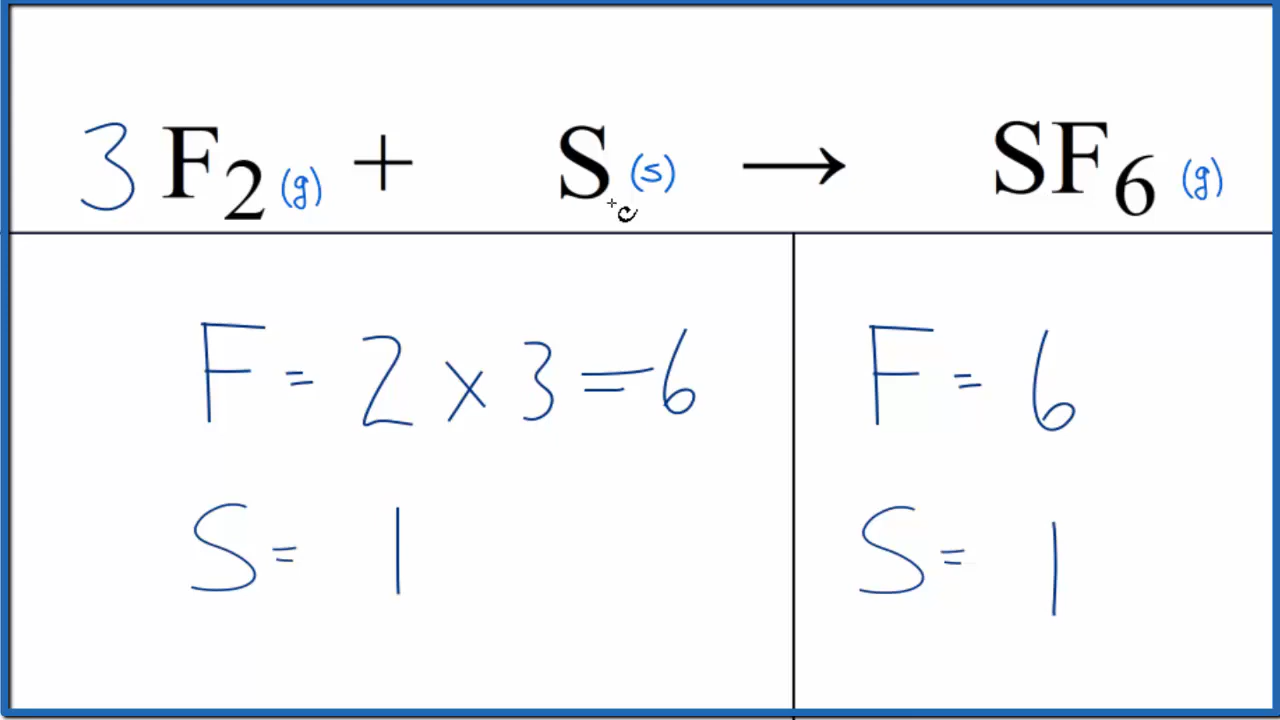 3 F₂ (g) + S (s) → SF₆ (g)
F = 2 x 3 = 6
F = 6
S = 1
S = 1